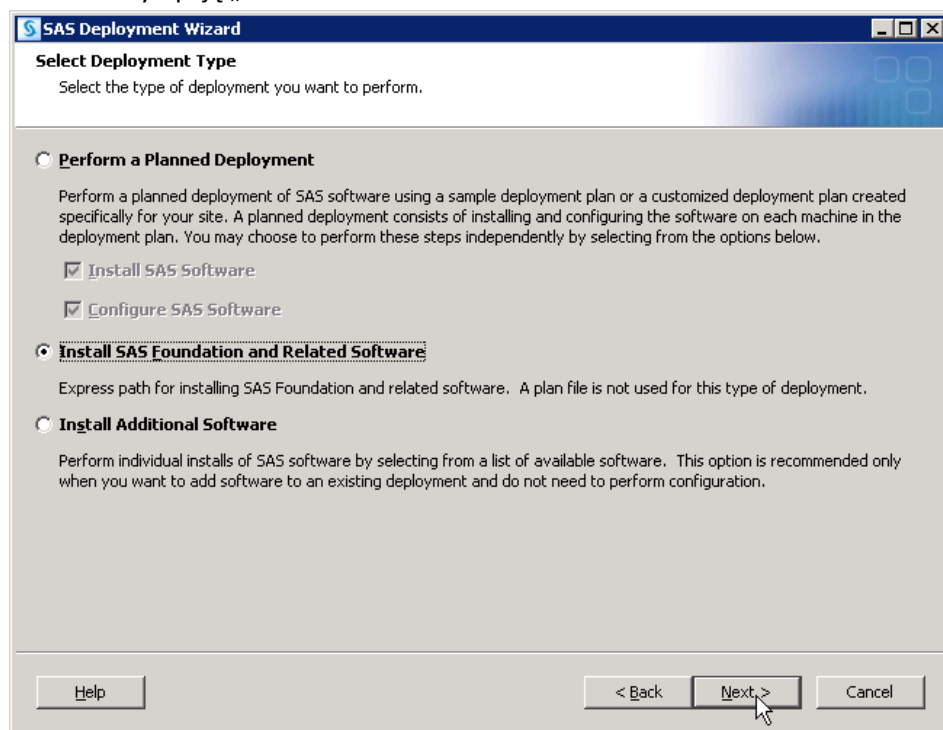 SAS Deployment Wizard
Select Deployment Type
Select the type of deployment you want to perform.
Perform a Planned Deployment
Perform a planned deployment of SAS software using a sample deployment plan or a customized deployment plan created
specifically for your site. A planned deployment consists of installing and configuring the software on each machine in the
deployment plan. You may choose to perform these steps independently by selecting from the options below.
Install SAS Software
Configure SAS Software
Install SAS Foundation and Related Software
Express path for installing SAS Foundation and related software. A plan file is not used for this type of deployment.
Install Additional Software
Perform individual installs of SAS software by selecting from a list of available software. This option is recommended only
when you want to add software to an existing deployment and do not need to perform configuration.
Help
< Back
Next >
Cancel